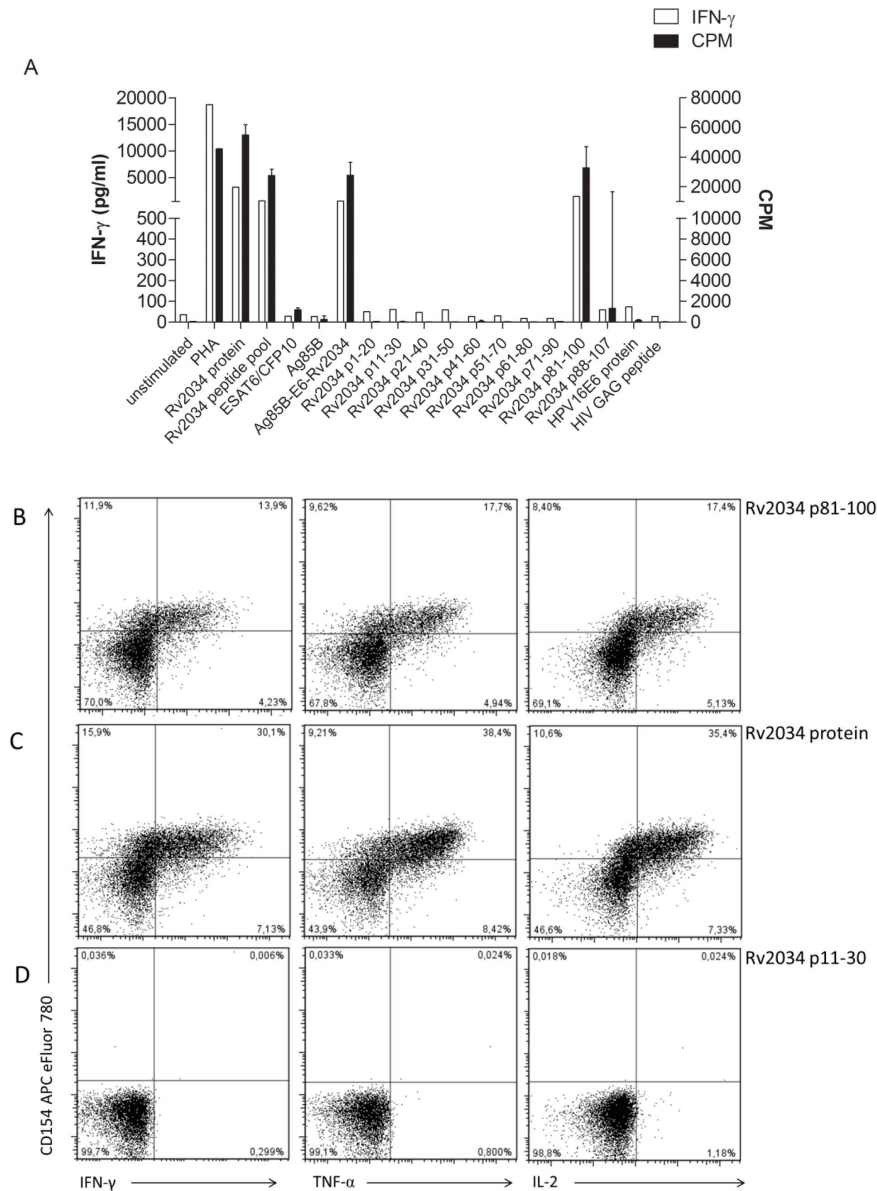 IFN-γ
CPM
A
20000
15000
10000
5000
500
400
300
200
100
0
IFN-γ (pg/ml)
80000
60000
40000
20000
10000
8000
6000
4000
2000
0
CPM
unstimulated
PHA
Rv2034 protein
Rv2034 peptide pool
ESAT6/CFP10
Ag85B
Ag85B-E6-Rv2034
Rv2034 p1-20
Rv2034 p11-30
Rv2034 p21-40
Rv2034 p31-50
Rv2034 p41-60
Rv2034 p51-70
Rv2034 p61-80
Rv2034 p71-90
Rv2034 p81-100
Rv2034 p88-107
HPV16E6 protein
HIV GAG peptide
B
11,9% 13,9% 9,62% 17,7% 8,40% 17,4% Rv2034 p81-100
70,0% 4,23% 67,8% 4,94% 69,1% 5,13%
C
15,9% 30,1% 9,21% 38,4% 10,6% 35,4% Rv2034 protein
46,8% 7,13% 43,9% 8,42% 46,6% 7,33%
D
0,036% 0,006% 0,033% 0,024% 0,018% 0,024% Rv2034 p11-30
99,7% 0,299% 99,1% 0,800% 98,8% 1,18%
CD154 APC eFluor 780
IFN-γ TNF-α IL-2